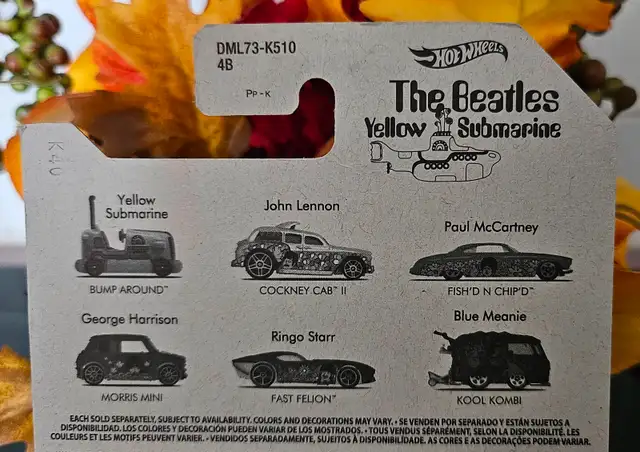 DML73-K510
4B
PP-K
K4U
HOT WHEELS
The Beatles
Yellow Submarine
Yellow
Submarine
BUMP AROUND™
John Lennon
COCKNEY CAB™ II
Paul McCartney
FISH'D N CHIP'D™
George Harrison
MORRIS MINI
Ringo Starr
FAST FELION™
Blue Meanie
KOOL KOMBI
EACH SOLD SEPARATELY, SUBJECT TO AVAILABILITY. COLORS AND DECORATIONS MAY VARY. • SE VENDEN POR SEPARADO Y ESTÁN SUJETOS A
DISPONIBILIDAD. LOS COLORES Y DECORACIÓN PUEDEN VARIAR DE LOS MOSTRADOS. • TOUS VENDUS SÉPARÉMENT, SELON LA DISPONIBILITÉ. LES
COULEURS ET LES MOTIFS PEUVENT VARIER. • VENDIDOS SEPARADAMENTE, SUJEITOS À DISPONIBILIDADE. AS CORES E AS DECORAÇÕES PODEM VARIAR.